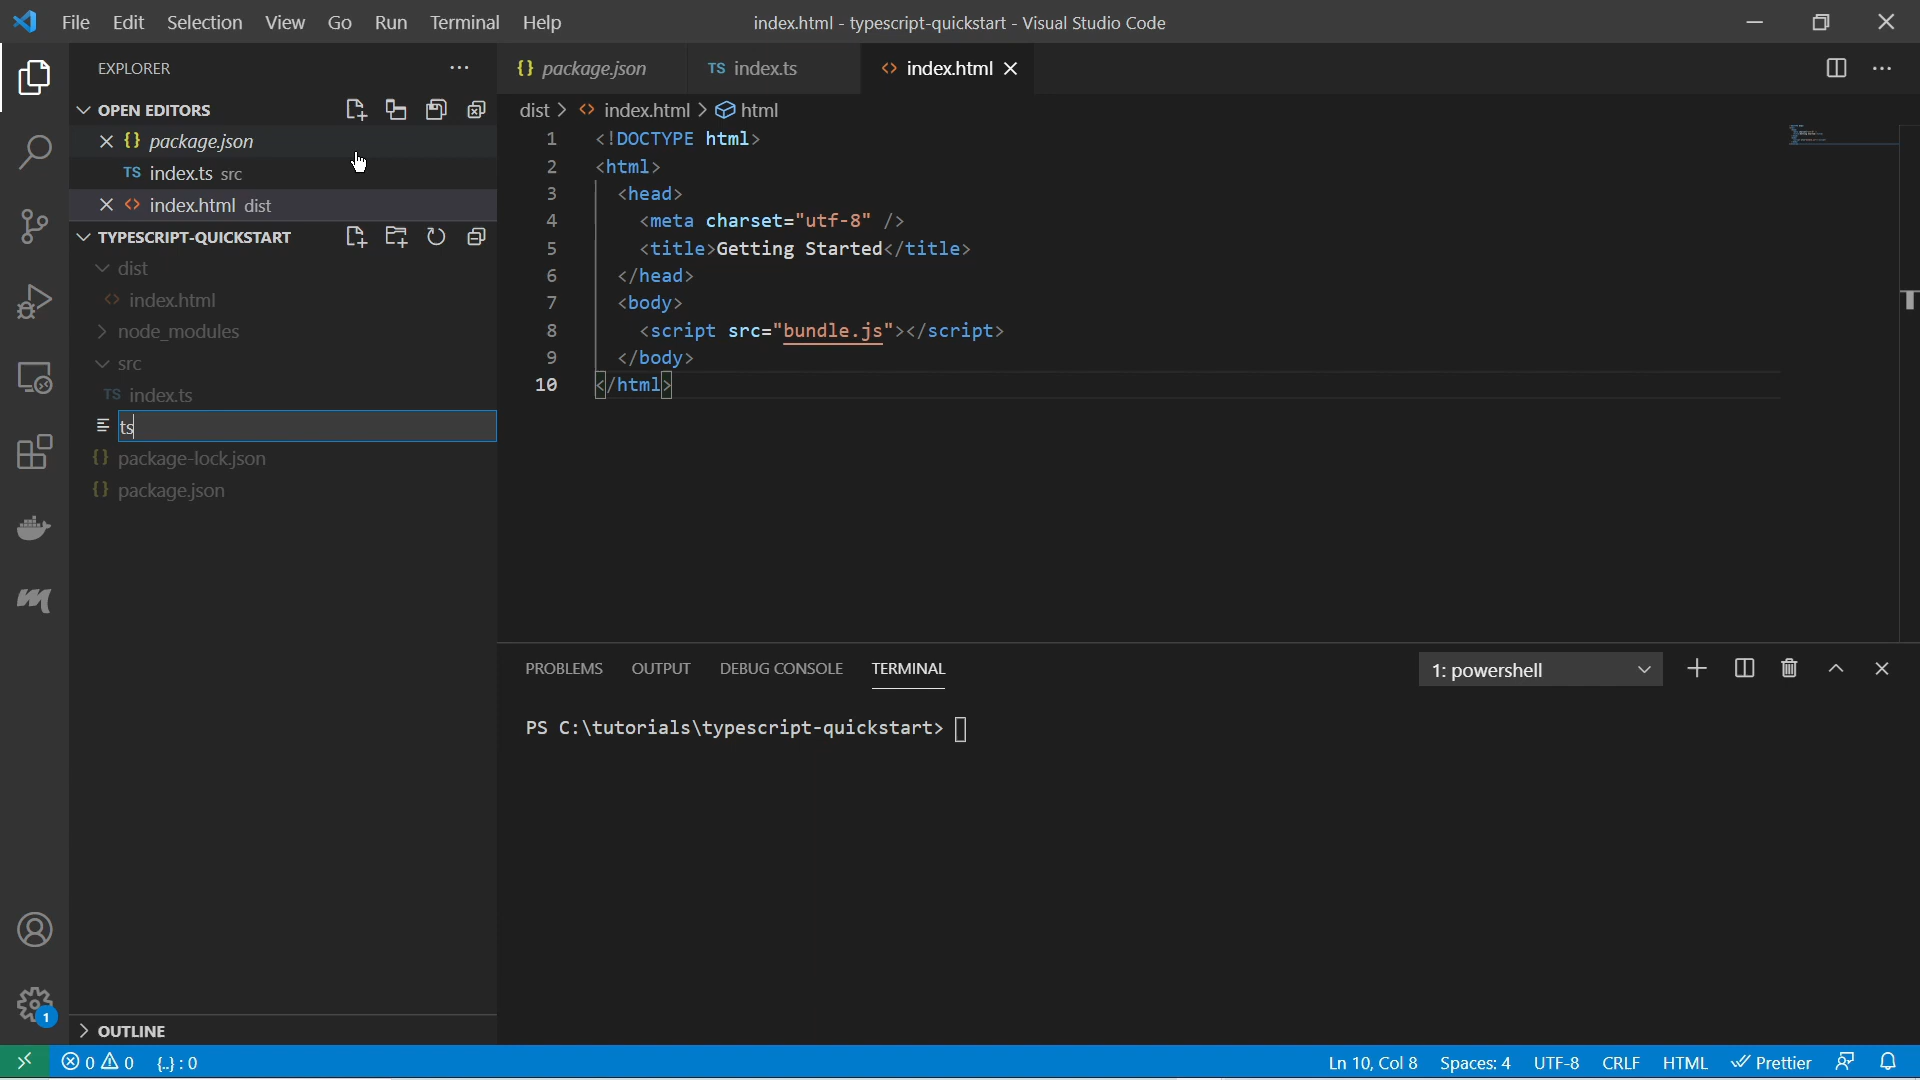 File Edit Selection View Go Run Terminal Help
index.html - typescript-quickstart - Visual Studio Code
EXPLORER
OPEN EDITORS
{} package.json
TS index.ts src
<> index.html dist
TYPESCRIPT-QUICKSTART
dist
<> index.html
node_modules
src
TS index.ts
ts
{} package-lock.json
{} package.json
OUTLINE
{} package.json
TS index.ts
<> index.html
dist > <> index.html > html
1 <!DOCTYPE html>
2 <html>
3 <head>
4 <meta charset="utf-8" />
5 <title>Getting Started</title>
6 </head>
7 <body>
8 <script src="bundle.js"></script>
9 </body>
10 </html>
PROBLEMS OUTPUT DEBUG CONSOLE TERMINAL
1: powershell
PS C:\tutorials\typescript-quickstart>
1
0 0 {..} : 0
Ln 10, Col 8 Spaces: 4 UTF-8 CRLF HTML Prettier